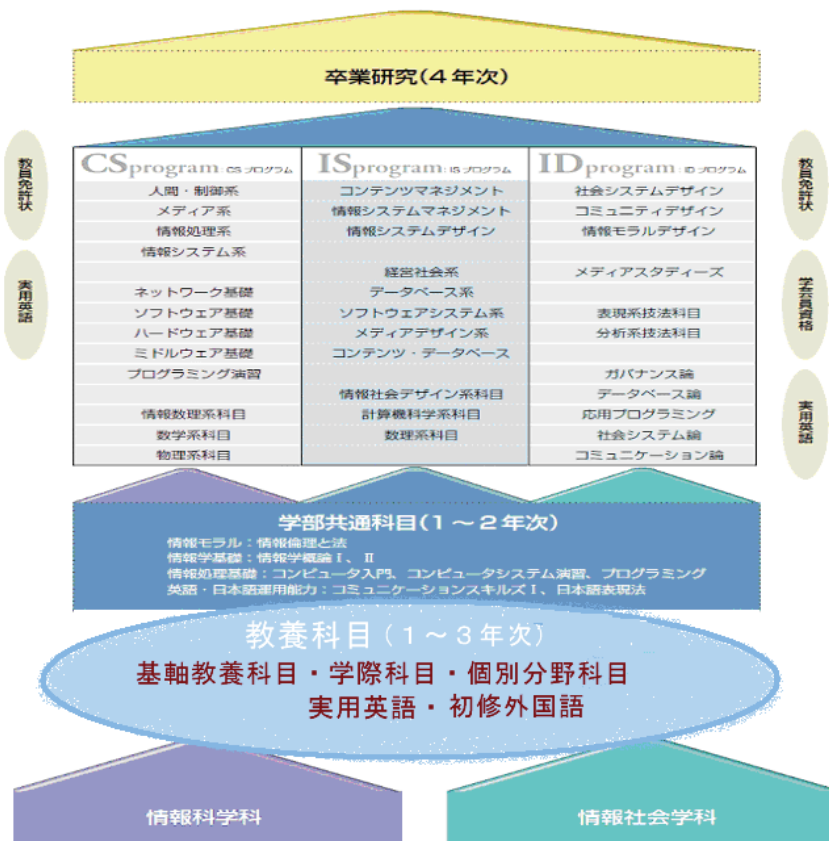 卒業研究(4年次)
教員免許状
実用英語
CSprogram:CSプログラム
人間・制御系
メディア系
情報処理系
情報システム系
ネットワーク基礎
ソフトウェア基礎
ハードウェア基礎
ミドルウェア基礎
プログラミング演習
情報数理系科目
数学系科目
物理系科目
ISprogram:ISプログラム
コンテンツマネジメント
情報システムマネジメント
情報システムデザイン
経営社会系
データベース系
ソフトウェアシステム系
メディアデザイン系
コンテンツ・データベース
情報社会デザイン系科目
計算機科学系科目
数理系科目
IDprogram:IDプログラム
社会システムデザイン
コミュニティデザイン
情報モラルデザイン
メディアスタディーズ
表現系技法科目
分析系技法科目
ガバナンス論
データベース論
応用プログラミング
社会システム論
コミュニケーション論
教員免許状
学会員資格
実用英語
学部共通科目(1～2年次)
情報モラル：情報倫理と法
情報学基礎：情報学概論Ⅰ、Ⅱ
情報処理基礎：コンピュータ入門、コンピュータシステム演習、プログラミング
英語・日本語運用能力：コミュニケーションスキルズⅠ、日本語表現法
教養科目(1～3年次)
基軸教養科目・学際科目・個別分野科目
実用英語・初修外国語
情報科学科
情報社会学科